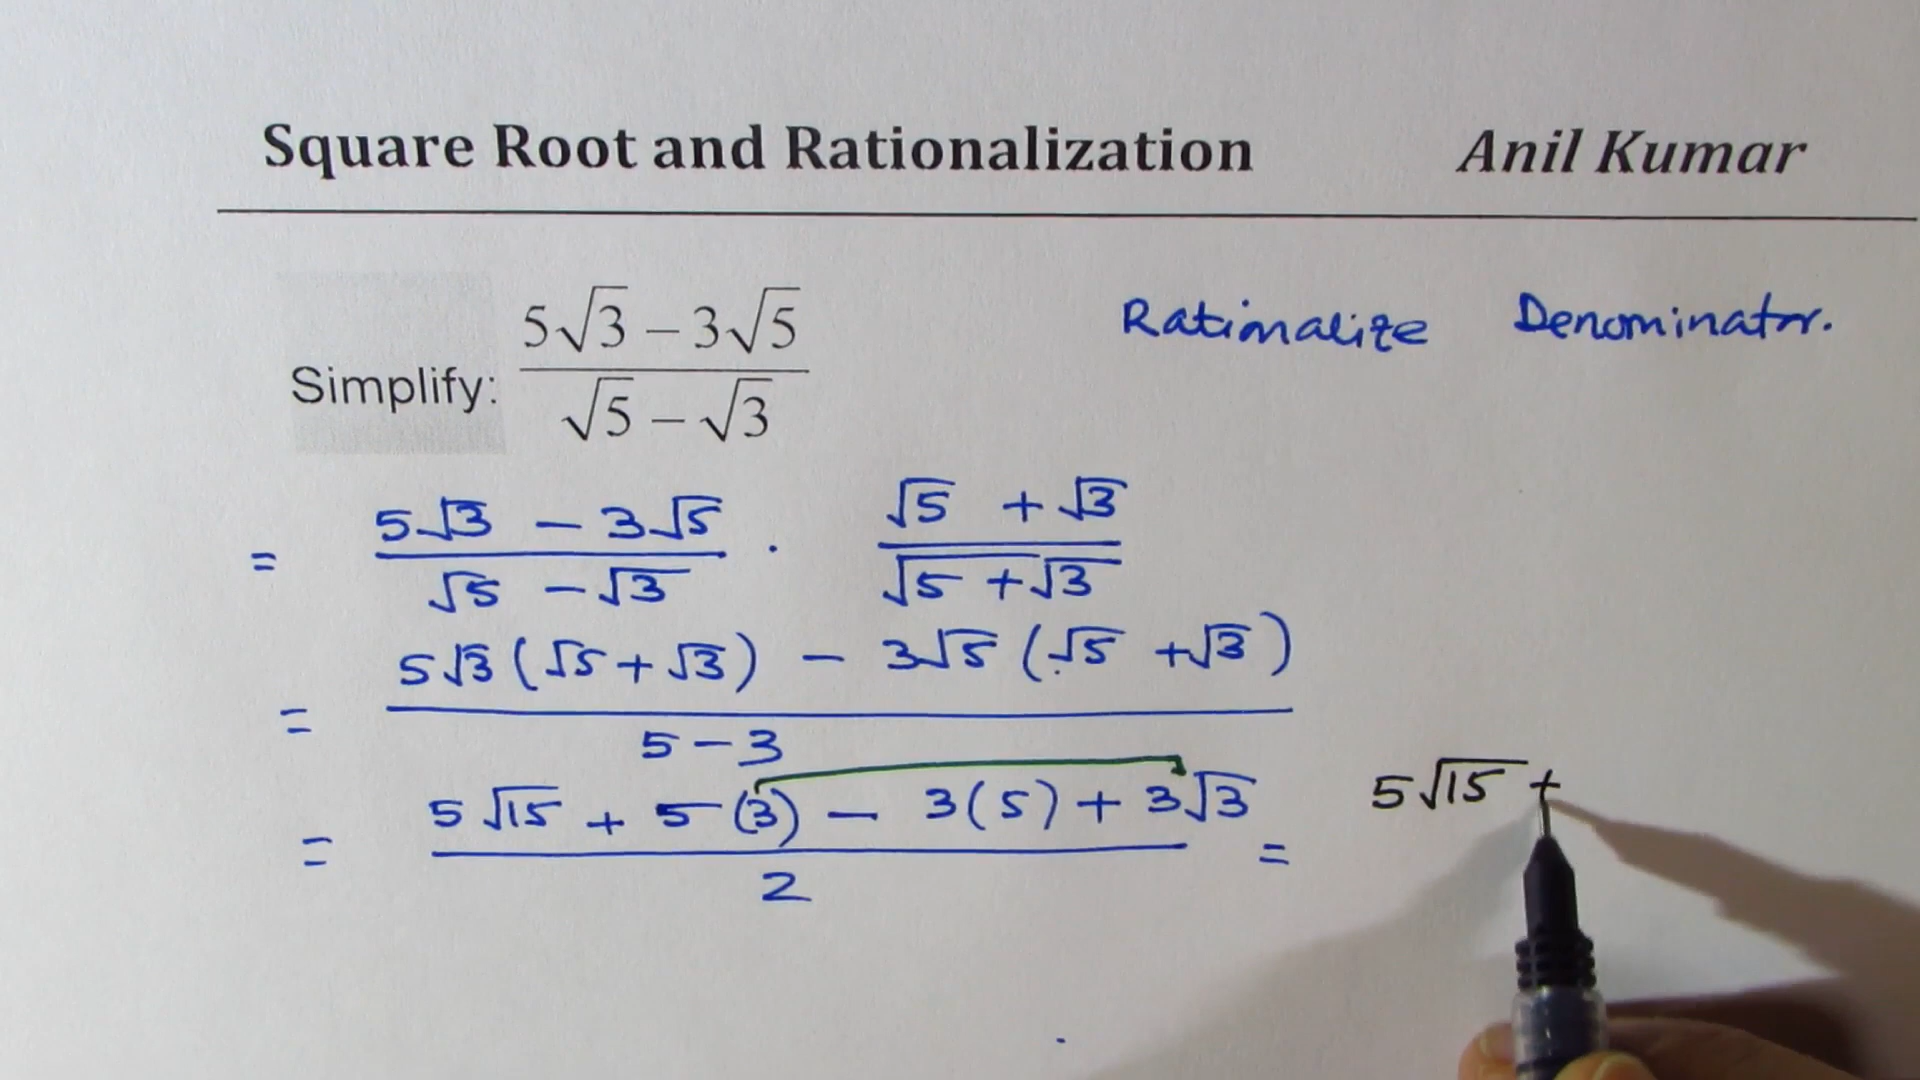 Square Root and Rationalization Anil Kumar
Rationalize Denominator.
Simplify: (5√3 – 3√5)/(√5 – √3)
= (5√3 – 3√5)/(√5 – √3) · (√5 + √3)/(√5 + √3)
= (5√3(√5 + √3) – 3√5(√5 + √3))/(5 – 3)
= (5√15 + 5(3) – 3(5) + 3√3)/2 = 5√15 +